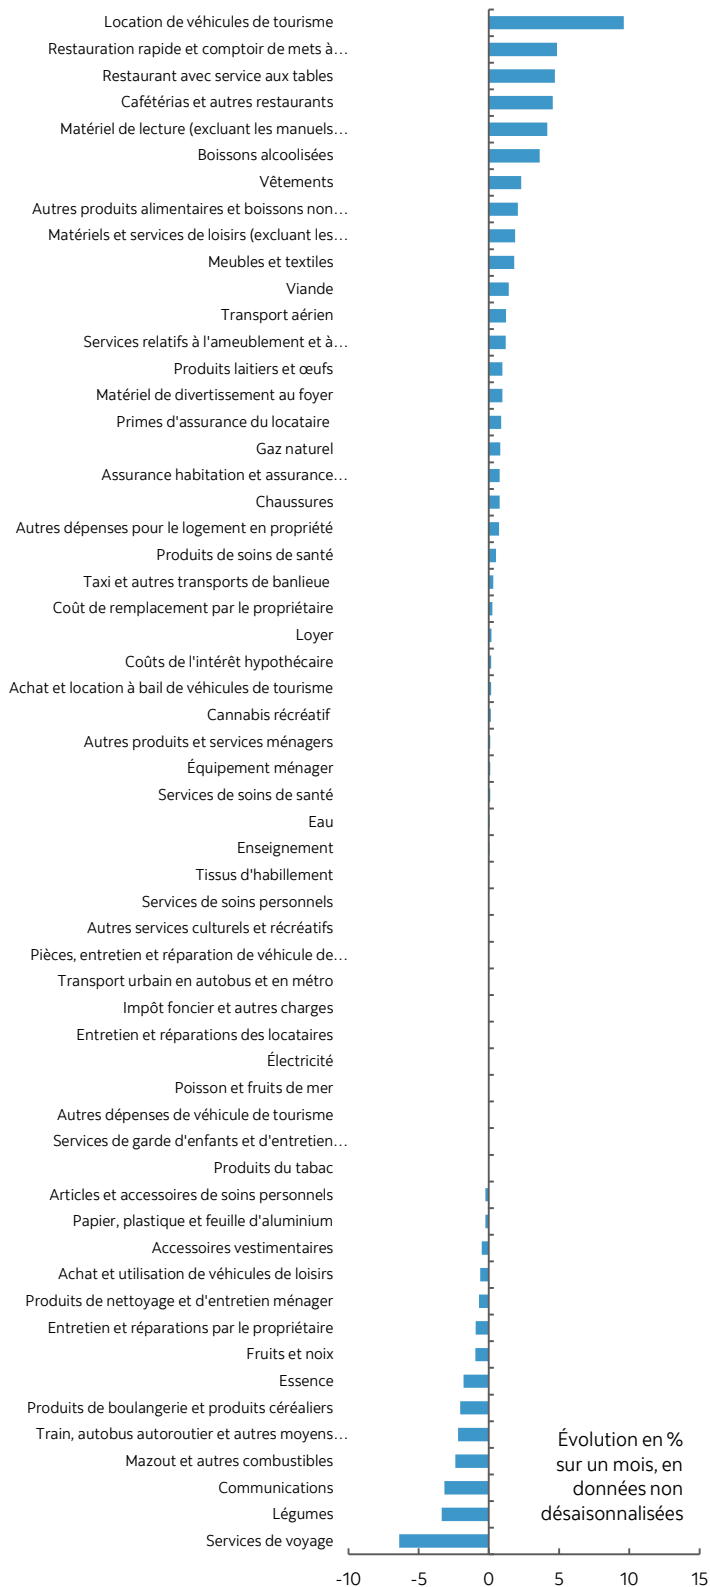 Location de véhicules de tourisme
Restauration rapide et comptoir de mets à…
Restaurant avec service aux tables
Cafétérias et autres restaurants
Matériel de lecture (excluant les manuels…
Boissons alcoolisées
Vêtements
Autres produits alimentaires et boissons non…
Matériels et services de loisirs (excluant les…
Meubles et textiles
Viande
Transport aérien
Services relatifs à l'ameublement et à…
Produits laitiers et œufs
Matériel de divertissement au foyer
Primes d'assurance du locataire
Gaz naturel
Assurance habitation et assurance…
Chaussures
Autres dépenses pour le logement en propriété
Produits de soins de santé
Taxi et autres transports de banlieue
Coût de remplacement par le propriétaire
Loyer
Coûts de l'intérêt hypothécaire
Achat et location à bail de véhicules de tourisme
Cannabis récréatif
Autres produits et services ménagers
Équipement ménager
Services de soins de santé
Eau
Enseignement
Tissus d'habillement
Services de soins personnels
Autres services culturels et récréatifs
Pièces, entretien et réparation de véhicule de…
Transport urbain en autobus et en métro
Impôt foncier et autres charges
Entretien et réparations des locataires
Électricité
Poisson et fruits de mer
Autres dépenses de véhicule de tourisme
Services de garde d'enfants et d'entretien…
Produits du tabac
Articles et accessoires de soins personnels
Papier, plastique et feuille d'aluminium
Accessoires vestimentaires
Achat et utilisation de véhicules de loisirs
Produits de nettoyage et d'entretien ménager
Entretien et réparations par le propriétaire
Fruits et noix
Essence
Produits de boulangerie et produits céréaliers
Train, autobus autoroutier et autres moyens…
Mazout et autres combustibles
Communications
Légumes
Services de voyage
Évolution en %
sur un mois, en
données non
désaisonnalisées
-10 -5 0 5 10 15